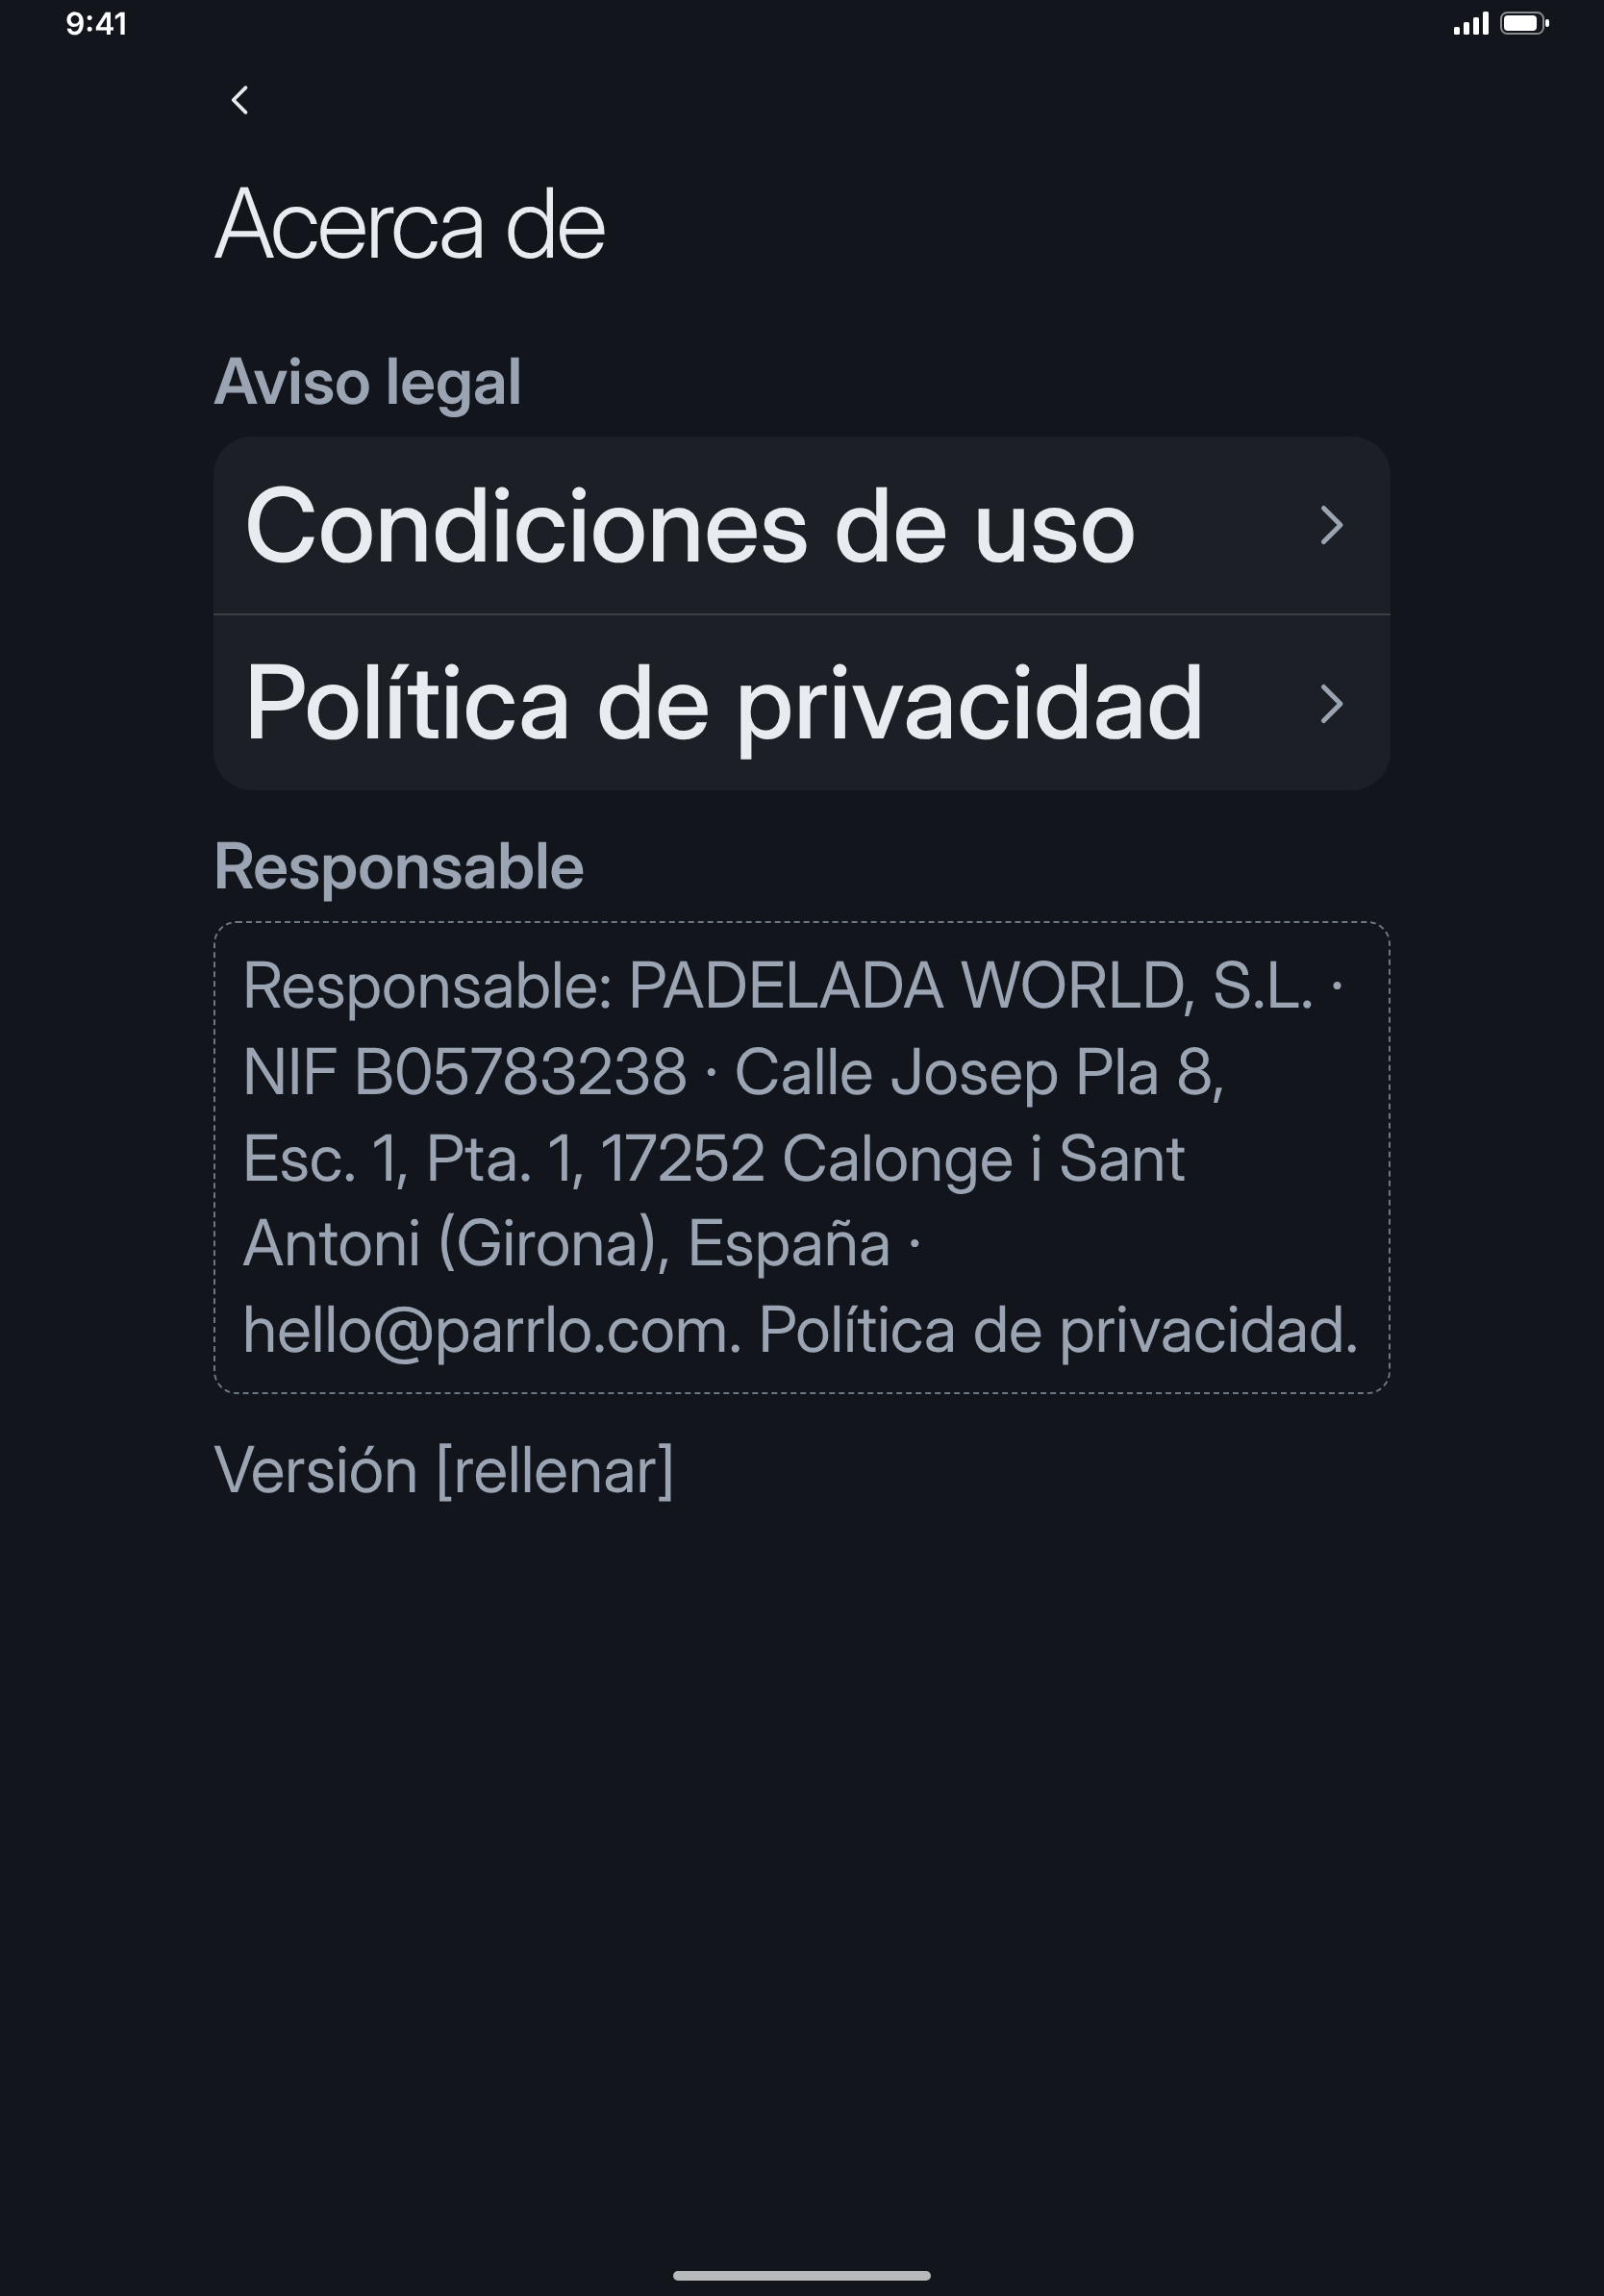 9:41
Acerca de
Aviso legal
Condiciones de uso
Política de privacidad
Responsable
Responsable: PADELADA WORLD, S.L. ·
NIF B05783238 · Calle Josep Pla 8,
Esc. 1, Pta. 1, 17252 Calonge i Sant
Antoni (Girona), España ·
hello@parrlo.com. Política de privacidad.
Versión [rellenar]